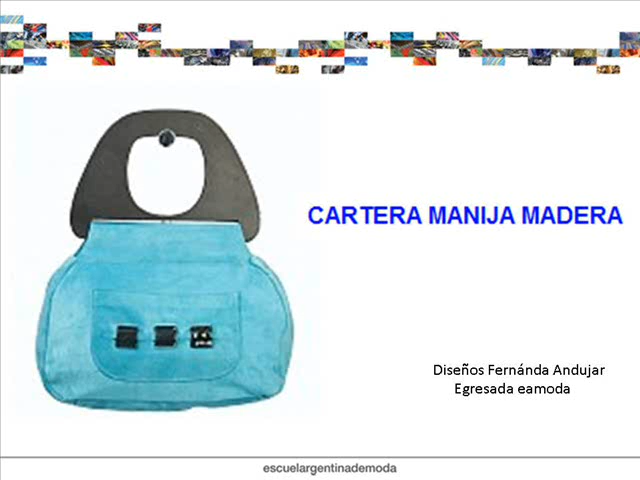 CARTERA MANIJA MADERA
Diseños Fernánda Andujar
Egresada eamoda
escuelargentinademoda